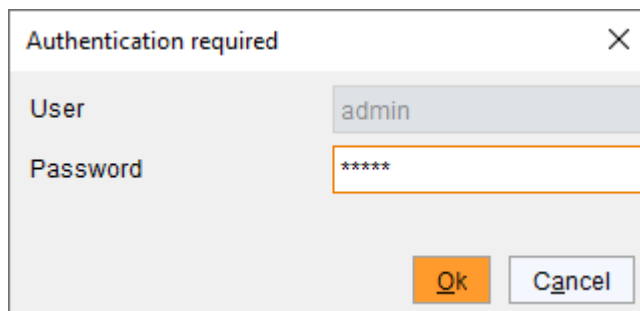 Authentication required
User admin
Password *****
Ok Cancel